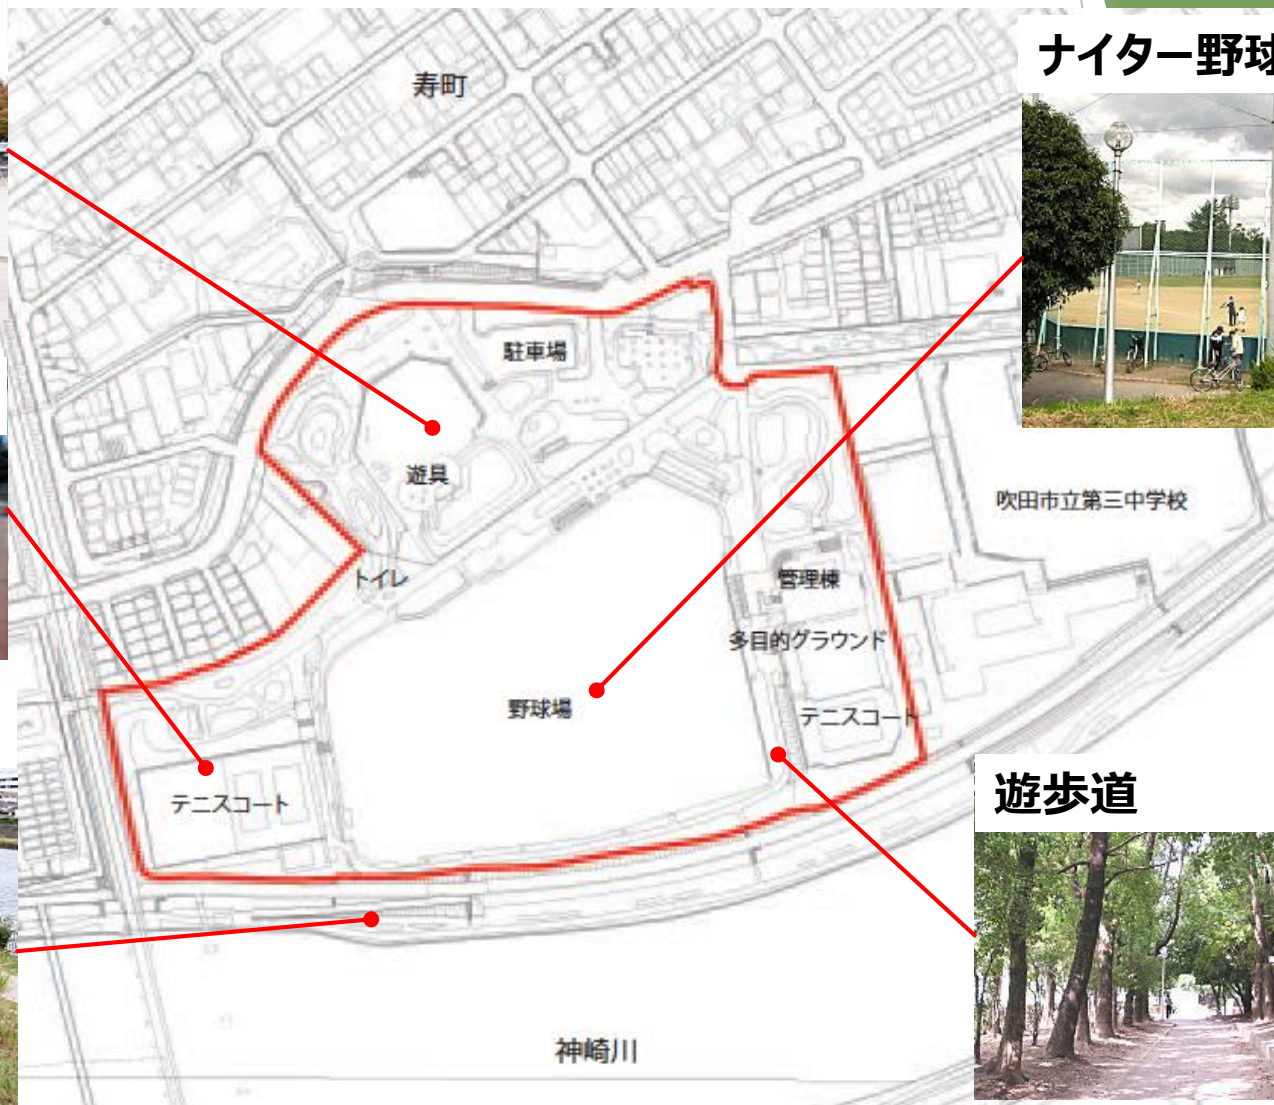 寿町
ナイター野球
駐車場
遊具
吹田市立第三中学校
トイレ
管理棟
多目的グラウンド
野球場
テニスコート
テニスコート
遊歩道
神崎川